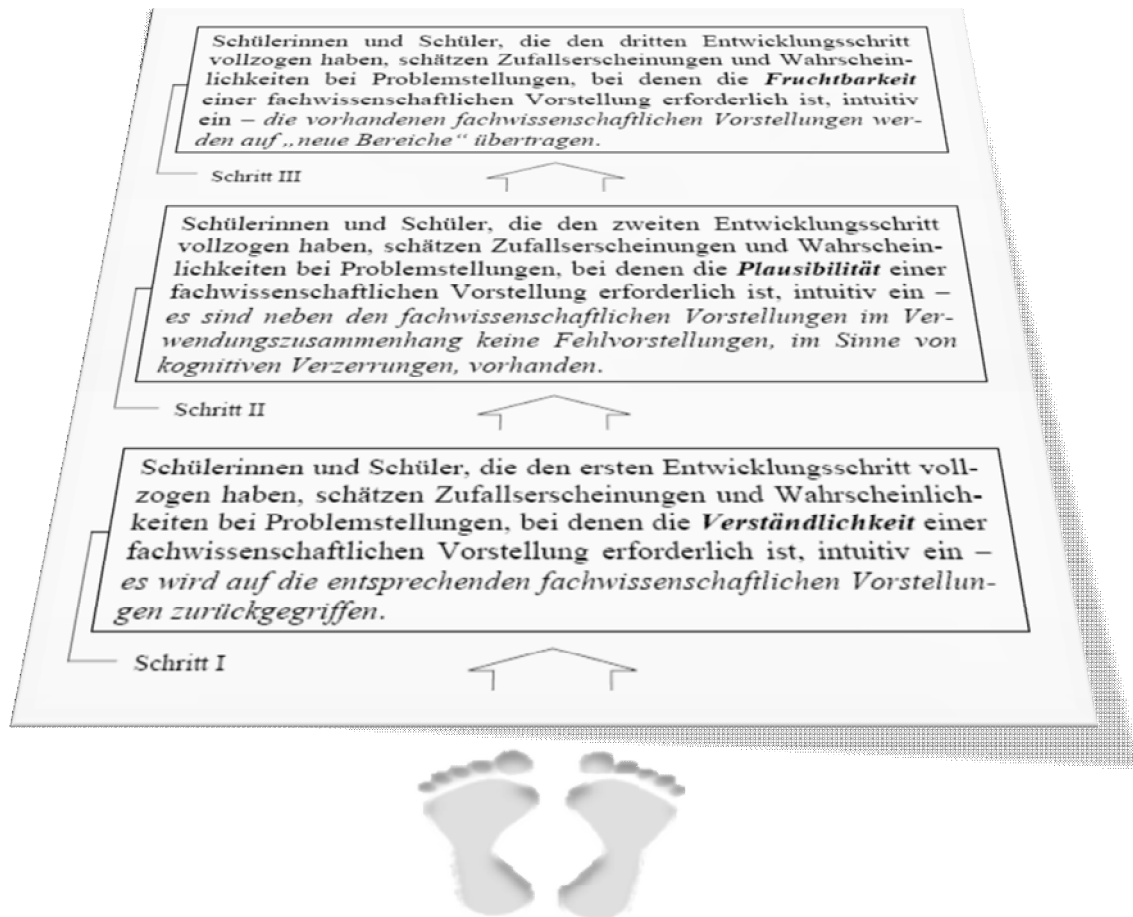 Schülerinnen und Schüler, die den dritten Entwicklungsschritt
vollzogen haben, schätzen Zufallserscheinungen und Wahrschein-
lichkeiten bei Problemstellungen, bei denen die Fruchtbarkeit
einer fachwissenschaftlichen Vorstellung erforderlich ist, intuitiv
ein – die vorhandenen fachwissenschaftlichen Vorstellungen wer-
den auf „neue Bereiche“ übertragen.
Schritt III
Schülerinnen und Schüler, die den zweiten Entwicklungsschritt
vollzogen haben, schätzen Zufallserscheinungen und Wahrschein-
lichkeiten bei Problemstellungen, bei denen die Plausibilität einer
fachwissenschaftlichen Vorstellung erforderlich ist, intuitiv ein –
es sind neben den fachwissenschaftlichen Vorstellungen im Ver-
wendungszusammenhang keine Fehlvorstellungen, im Sinne von
kognitiven Verzerrungen, vorhanden.
Schritt II
Schülerinnen und Schüler, die den ersten Entwicklungsschritt voll-
zogen haben, schätzen Zufallserscheinungen und Wahrscheinlich-
keiten bei Problemstellungen, bei denen die Verständlichkeit einer
fachwissenschaftlichen Vorstellung erforderlich ist, intuitiv ein –
es wird auf die entsprechenden fachwissenschaftlichen Vorstellun-
gen zurückgegriffen.
Schritt I